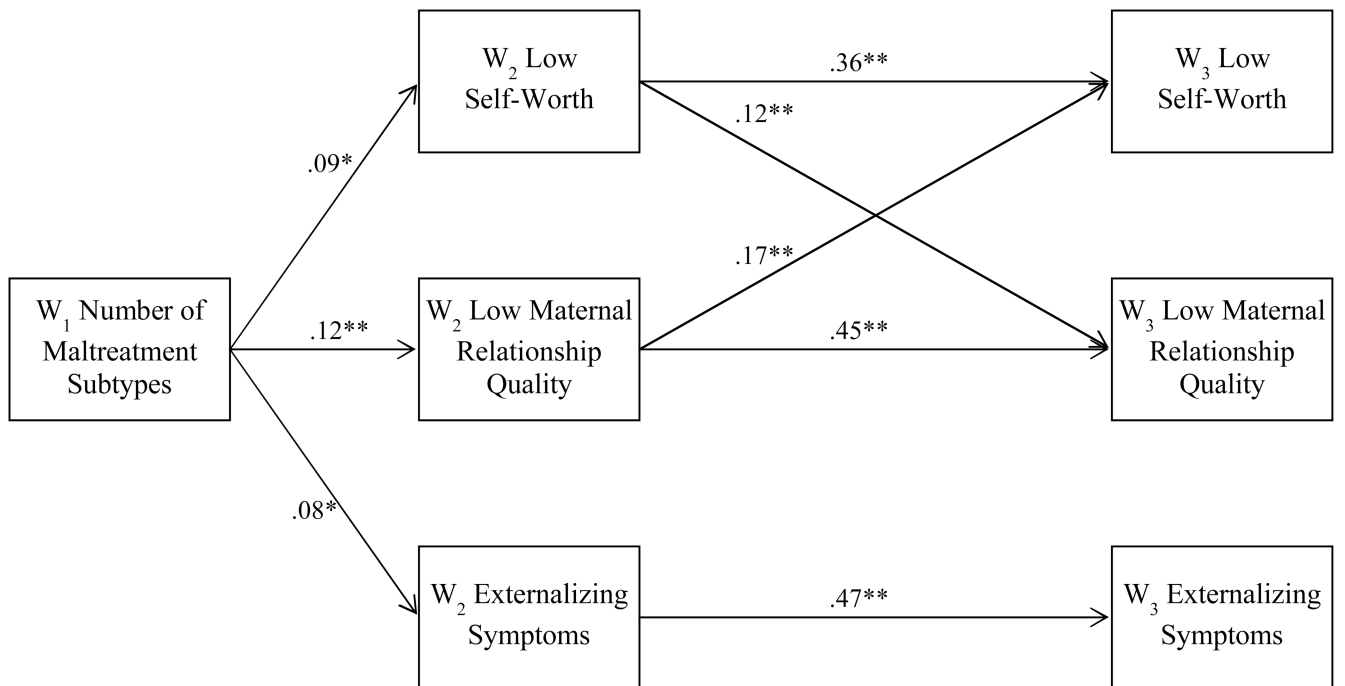 W₂ Low
Self-Worth
.36**
W₃ Low
Self-Worth
.12**
.09*
.17**
W₁ Number of
Maltreatment
Subtypes
.12**
W₂ Low Maternal
Relationship
Quality
.45**
W₃ Low Maternal
Relationship
Quality
.08*
W₂ Externalizing
Symptoms
.47**
W₃ Externalizing
Symptoms